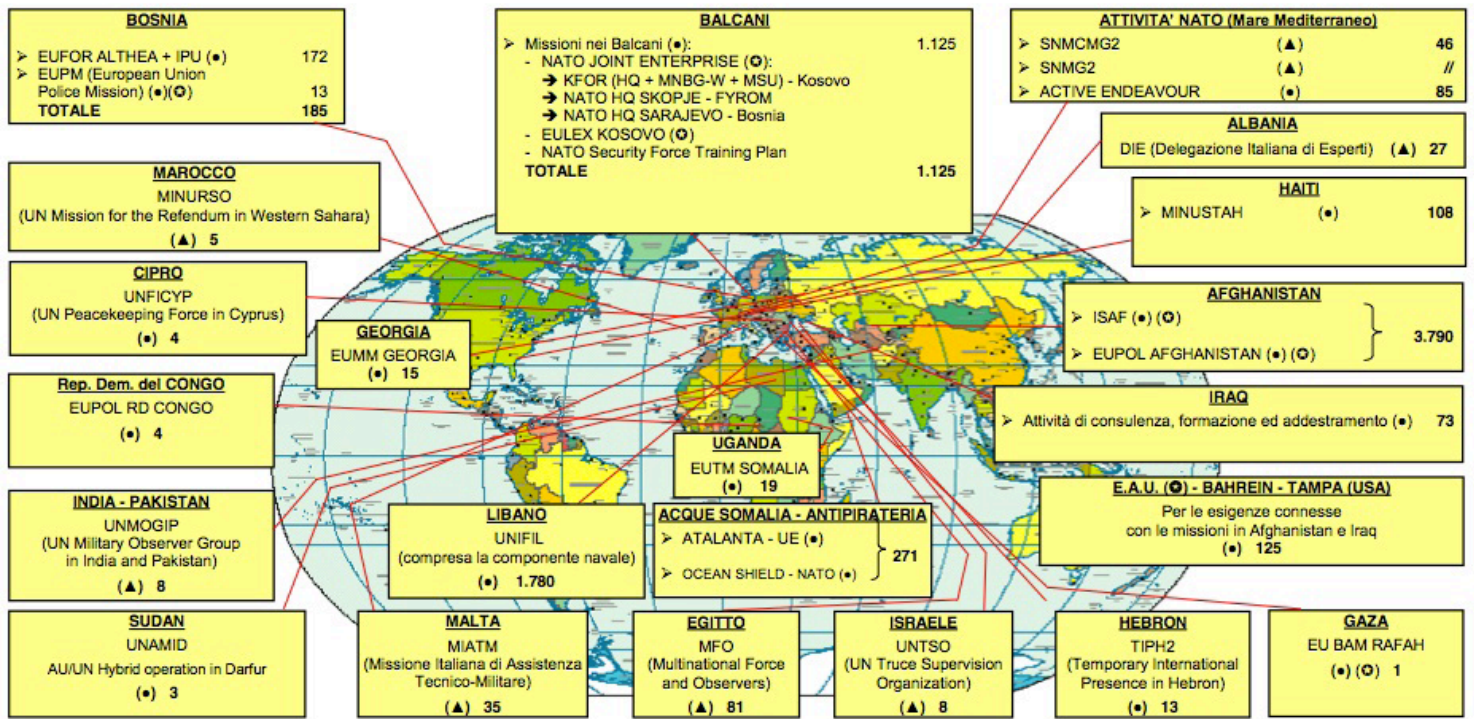 BOSNIA
➢ EUFOR ALTHEA + IPU (●) 172
➢ EUPM (European Union
Police Mission) (●)(✪) 13
TOTALE 185
BALCANI
➢ Missioni nei Balcani (●): 1.125
- NATO JOINT ENTERPRISE (✪):
➔ KFOR (HQ + MNBG-W + MSU) - Kosovo
➔ NATO HQ SKOPJE - FYROM
➔ NATO HQ SARAJEVO - Bosnia
- EULEX KOSOVO (✪)
- NATO Security Force Training Plan
TOTALE 1.125
ATTIVITA' NATO (Mare Mediterraneo)
➢ SNMCMG2 (▲) 46
➢ SNMG2 (▲) //
➢ ACTIVE ENDEAVOUR (●) 85
ALBANIA
DIE (Delegazione Italiana di Esperti) (▲) 27
MAROCCO
MINURSO
(UN Mission for the Refendum in Western Sahara)
(▲) 5
HAITI
➢ MINUSTAH (●) 108
CIPRO
UNFICYP
(UN Peacekeeping Force in Cyprus)
(●) 4
GEORGIA
EUMM GEORGIA
(●) 15
AFGHANISTAN
➢ ISAF (●) (✪)
➢ EUPOL AFGHANISTAN (●) (✪)
3.790
Rep. Dem. del CONGO
EUPOL RD CONGO
(●) 4
IRAQ
➢ Attività di consulenza, formazione ed addestramento (●) 73
UGANDA
EUTM SOMALIA
(●) 19
INDIA - PAKISTAN
UNMOGIP
(UN Military Observer Group
in India and Pakistan)
(▲) 8
LIBANO
UNIFIL
(compresa la componente navale)
(●) 1.780
ACQUE SOMALIA - ANTIPIRATERIA
➢ ATALANTA - UE (●)
➢ OCEAN SHIELD - NATO (●)
271
E.A.U. (✪) - BAHREIN - TAMPA (USA)
Per le esigenze connesse
con le missioni in Afghanistan e Iraq
(●) 125
SUDAN
UNAMID
AU/UN Hybrid operation in Darfur
(●) 3
MALTA
MIATM
(Missione Italiana di Assistenza
Tecnico-Militare)
(▲) 35
EGITTO
MFO
(Multinational Force
and Observers)
(▲) 81
ISRAELE
UNTSO
(UN Truce Supervision
Organization)
(▲) 8
HEBRON
TIPH2
(Temporary International
Presence in Hebron)
(●) 13
GAZA
EU BAM RAFAH
(●) (✪) 1